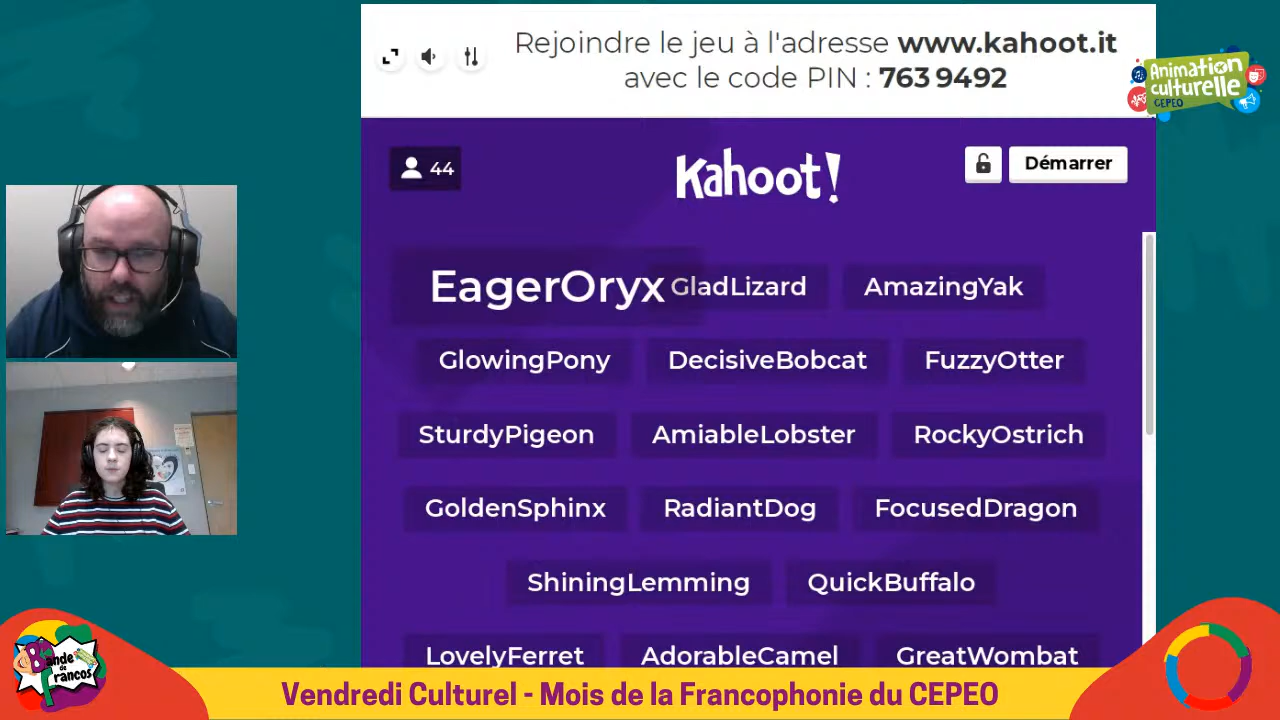 Rejoindre le jeu à l'adresse www.kahoot.it
avec le code PIN : 763 9492
Animation
culturelle
CEPEO
44
Kahoot!
Démarrer
EagerOryx GladLizard AmazingYak
GlowingPony DecisiveBobcat FuzzyOtter
SturdyPigeon AmiableLobster RockyOstrich
GoldenSphinx RadiantDog FocusedDragon
ShiningLemming QuickBuffalo
LovelyFerret AdorableCamel GreatWombat
Bande
de
Francos
Vendredi Culturel - Mois de la Francophonie du CEPEO